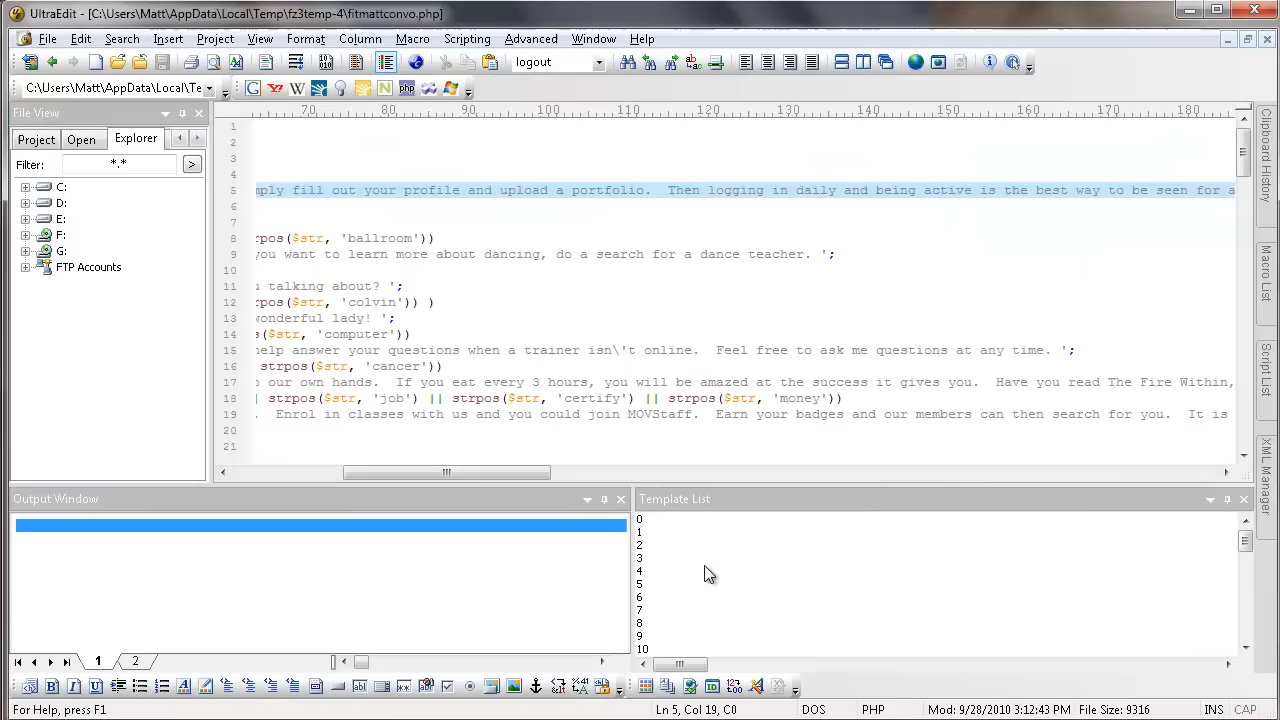 UltraEdit - [C:\Users\Matt\AppData\Local\Temp\fz3temp-4\fitmattconvo.php]
File Edit Search Insert Project View Format Column Macro Scripting Advanced Window Help
logout
C:\Users\Matt\AppData\Local\Te
File View
Project Open Explorer
Filter: *.* >
C:
D:
E:
F:
G:
FTP Accounts
70 80 90 100 110 120 130 140 150 160 170 180
1
2
3
4
5 mply fill out your profile and upload a portfolio.  Then logging in daily and being active is the best way to be seen for a
6
7
8 rpos($str, 'ballroom'))
9 you want to learn more about dancing, do a search for a dance teacher. ';
10
11 u talking about? ';
12 rpos($str, 'colvin')) )
13 wonderful lady! ';
14 s($str, 'computer'))
15 help answer your questions when a trainer isn\'t online.  Feel free to ask me questions at any time. ';
16 strpos($str, 'cancer'))
17 o our own hands.  If you eat every 3 hours, you will be amazed at the success it gives you.  Have you read The Fire Within,
18 || strpos($str, 'job') || strpos($str, 'certify') || strpos($str, 'money'))
19 .  Enrol in classes with us and you could join MOVStaff.  Earn your badges and our members can then search for you.  It is
20
21
Clipboard History
Macro List
Script List
XML Manager
Output Window
1 2
Template List
0
1
2
3
4
5
6
7
8
9
10
For Help, press F1 Ln 5, Col 19, C0 DOS PHP Mod: 9/28/2010 3:12:43 PM File Size: 9316 INS CAP